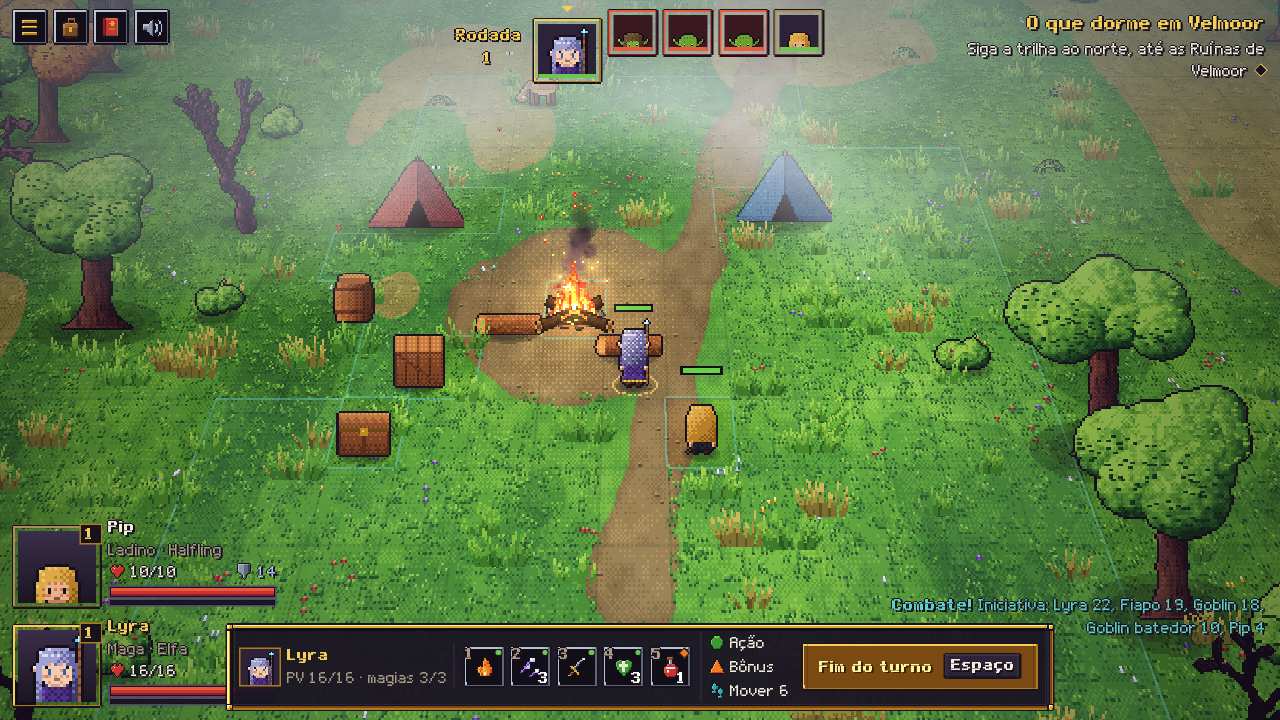 Rodada
1
O que dorme em Velmoor
Siga a trilha ao norte, até as Ruínas de
Velmoor
1
Pip
Ladino · Halfling
10/10
14
1
Lyra
Maga · Elfa
16/16
Combate! Iniciativa: Lyra 22, Fiapo 19, Goblin 18,
Goblin batedor 10, Pip 4
Lyra
PV 16/16 · magias 3/3
1
2
3
3
4
3
5
1
Ação
Bônus
Mover 6
Fim do turno
Espaço